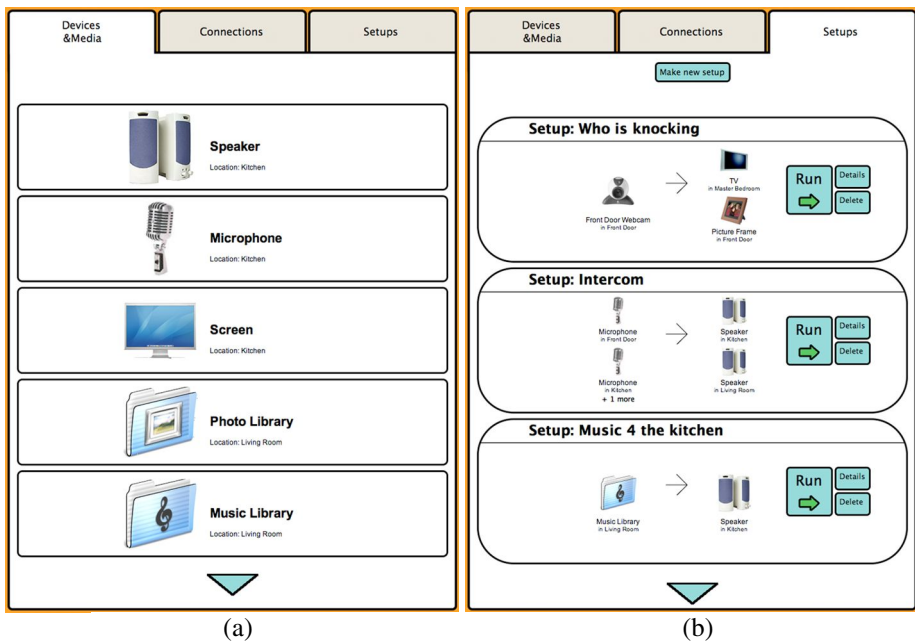 Devices
&Media
Connections
Setups
Speaker
Location: Kitchen
Microphone
Location: Kitchen
Screen
Location: Kitchen
Photo Library
Location: Living Room
Music Library
Location: Living Room
(a)
Devices
&Media
Connections
Setups
Make new setup
Setup: Who is knocking
Front Door Webcam
in Front Door
TV
in Master Bedroom
Picture Frame
in Front Door
Run
Details
Delete
Setup: Intercom
Microphone
in Front Door
Microphone
in Kitchen
+ 1 more
Speaker
in Kitchen
Speaker
in Living Room
Run
Details
Delete
Setup: Music 4 the kitchen
Music Library
in Living Room
Speaker
in Kitchen
Run
Details
Delete
(b)